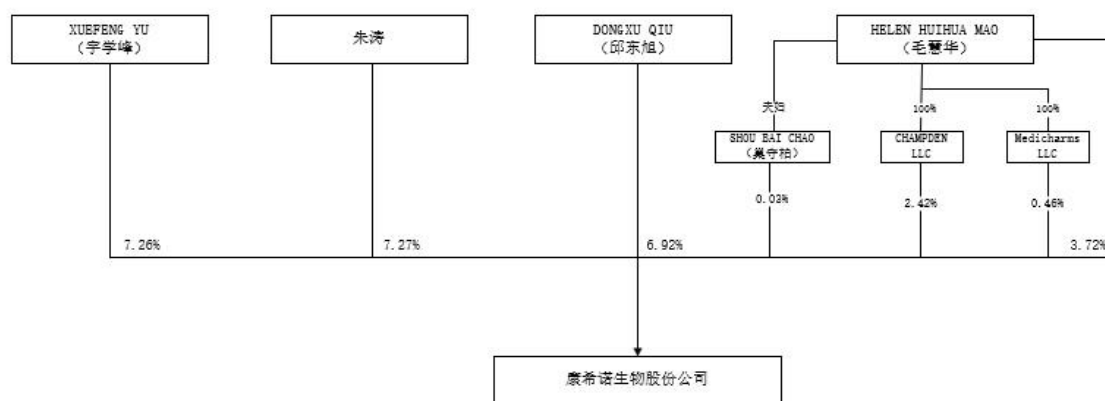 XUEFENG YU
（宇学峰）
朱涛
DONGXU QIU
（邱东旭）
HELEN HUIHUA MAO
（毛慧华）
夫妇
100%
100%
SHOU BAI CHAO
（巢守柏）
CHAMPDEN
LLC
Medicharms
LLC
0.03%
2.42%
0.46%
7.26%
7.27%
6.92%
3.72%
康希诺生物股份公司